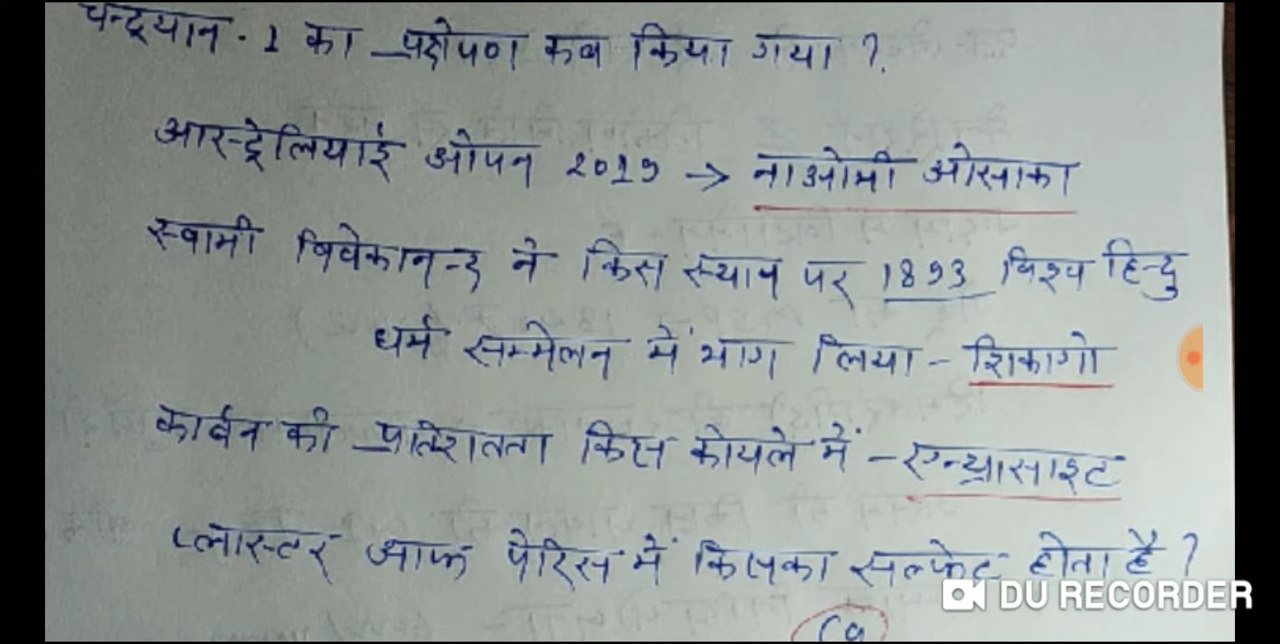 चन्द्रयान-1 का प्रक्षेपण कब किया गया ?
आस्ट्रेलियाई ओपन 2019 → नाओमी ओसाका
स्वामी विवेकानन्द ने किस स्थान पर 1893 विश्व हिन्दु
धर्म सम्मेलन में भाग लिया - शिकागो
कार्बन की प्रतिशतता किस कोयले में - एन्थ्रासाइट
प्लास्टर आफ पेरिस में किसका सल्फेट होता है ?
DU RECORDER
Ca